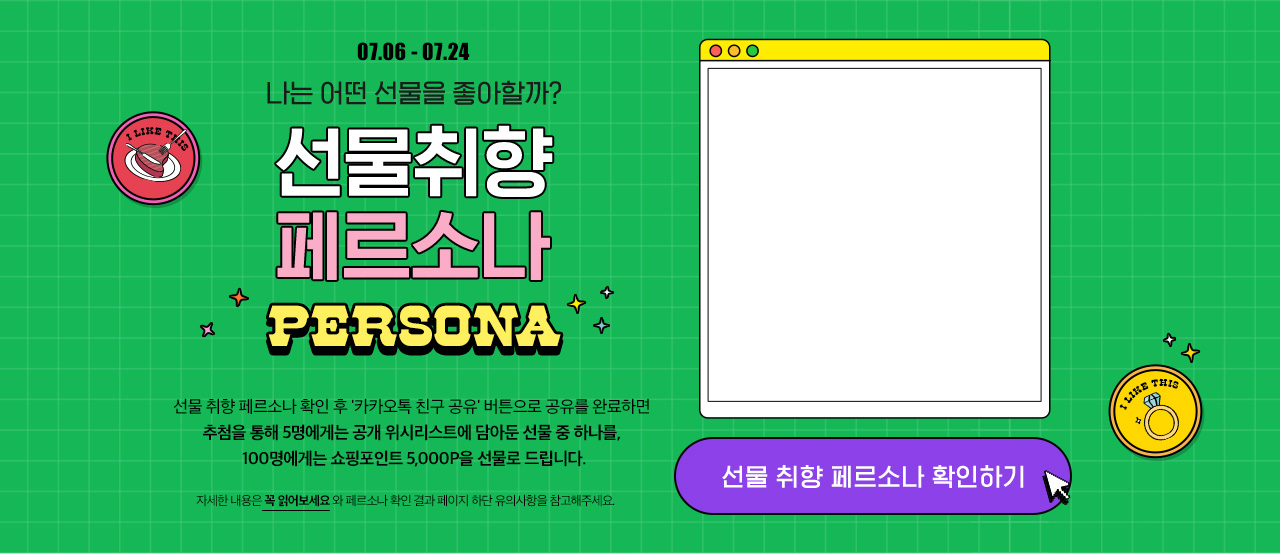 07.06 - 07.24
나는 어떤 선물을 좋아할까?
I LIKE THIS
선물취향
페르소나
PERSONA
선물 취향 페르소나 확인 후 '카카오톡 친구 공유' 버튼으로 공유를 완료하면
추첨을 통해 5명에게는 공개 위시리스트에 담아둔 선물 중 하나를,
100명에게는 쇼핑포인트 5,000P을 선물로 드립니다.
자세한 내용은 꼭 읽어보세요 와 페르소나 확인 결과 페이지 하단 유의사항을 참고해주세요.
선물 취향 페르소나 확인하기
I LIKE THIS